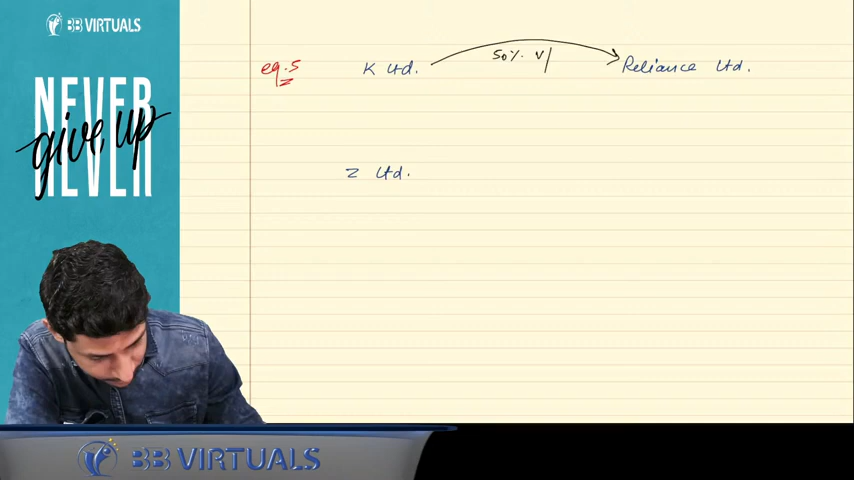 BB VIRTUALS
NEVER
give up
NEVER
eg.5
K Ltd.
50% V/
Reliance Ltd.
Z Ltd.
BB VIRTUALS